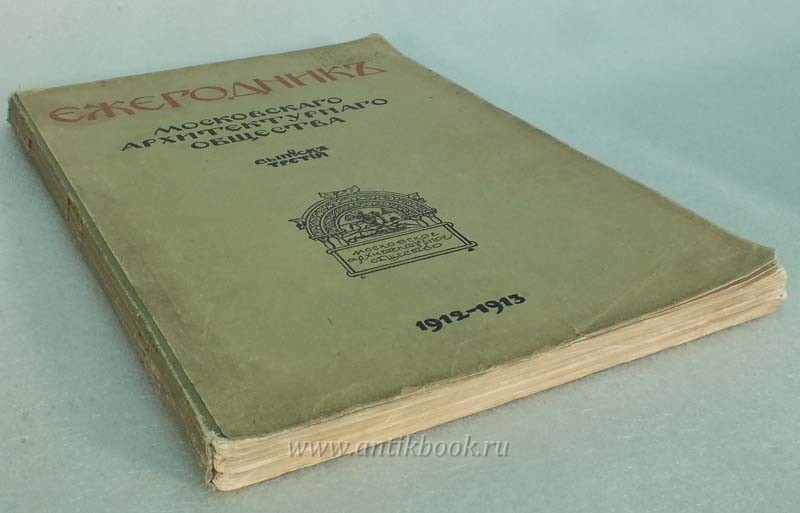 ЕЖЕГОДНИКЪ
МОСКОВСКАГО
АРХИТЕКТУРНАГО
ОБЩЕСТВА
ВЫПУСКЪ
ТРЕТІЙ
МОСКОВСКОЕ
АРХИТЕКТУРНОЕ
ОБЩЕСТВО
1912-1913
www.antikbook.ru